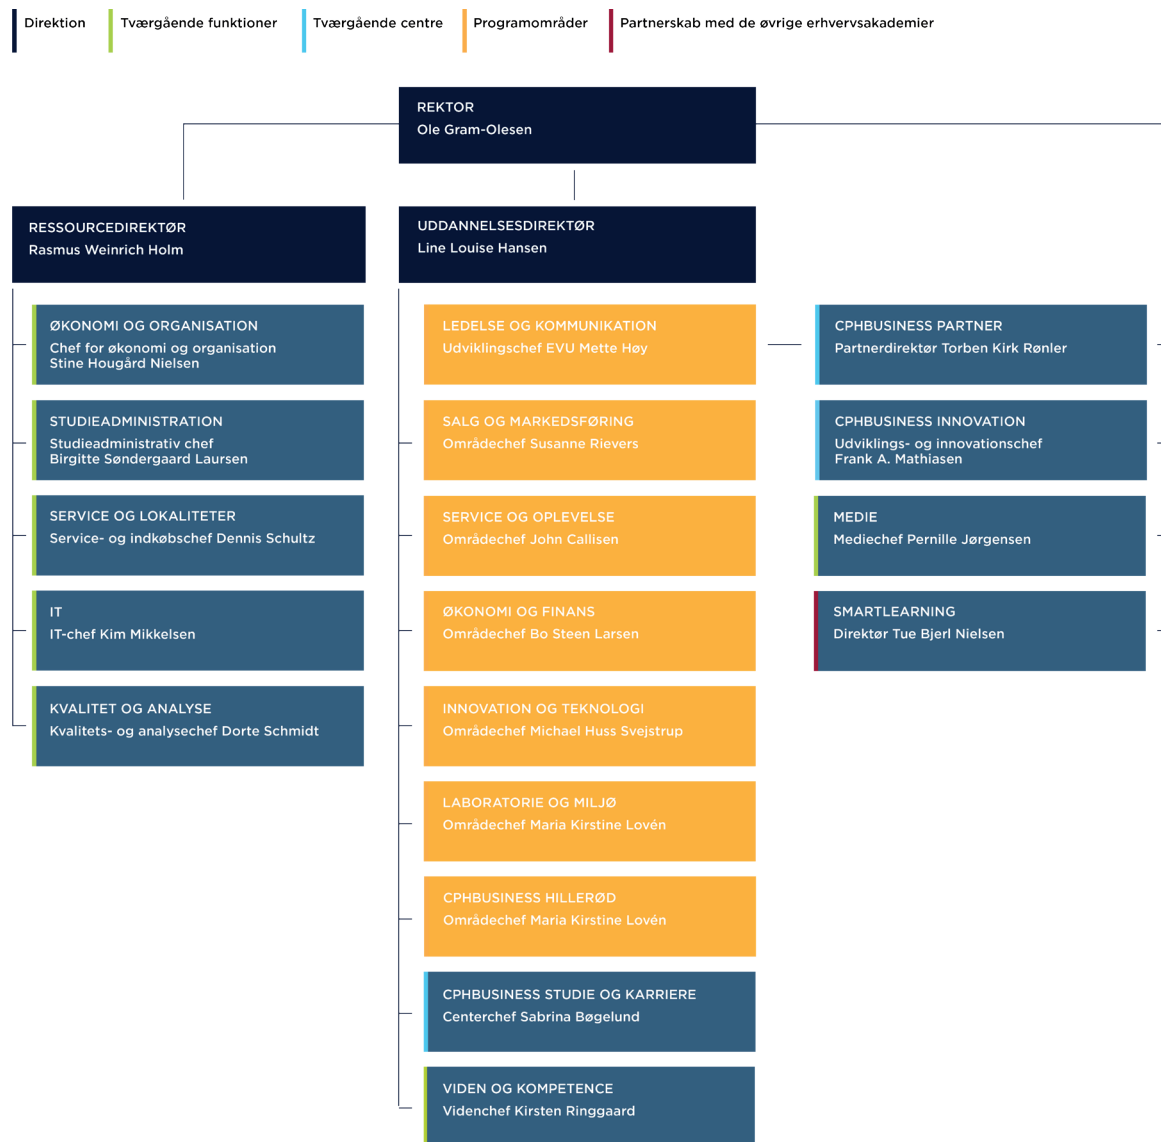 Direktion
Tværgående funktioner
Tværgående centre
Programområder
Partnerskab med de øvrige erhvervsakademier
REKTOR
Ole Gram-Olesen
RESSOURCEDIREKTØR
Rasmus Weinrich Holm
ØKONOMI OG ORGANISATION
Chef for økonomi og organisation
Stine Hougård Nielsen
STUDIEADMINISTRATION
Studieadministrativ chef
Birgitte Søndergaard Laursen
SERVICE OG LOKALITETER
Service- og indkøbschef Dennis Schultz
IT
IT-chef Kim Mikkelsen
KVALITET OG ANALYSE
Kvalitets- og analysechef Dorte Schmidt
UDDANNELSESDIREKTØR
Line Louise Hansen
LEDELSE OG KOMMUNIKATION
Udviklingschef EVU Mette Høy
SALG OG MARKEDSFØRING
Områdechef Susanne Rievers
SERVICE OG OPLEVELSE
Områdechef John Callisen
ØKONOMI OG FINANS
Områdechef Bo Steen Larsen
INNOVATION OG TEKNOLOGI
Områdechef Michael Huss Svejstrup
LABORATORIE OG MILJØ
Områdechef Maria Kirstine Lovén
CPHBUSINESS HILLERØD
Områdechef Maria Kirstine Lovén
CPHBUSINESS STUDIE OG KARRIERE
Centerchef Sabrina Bøgelund
VIDEN OG KOMPETENCE
Videnchef Kirsten Ringgaard
CPHBUSINESS PARTNER
Partnerdirektør Torben Kirk Rønler
CPHBUSINESS INNOVATION
Udviklings- og innovationschef
Frank A. Mathiasen
MEDIE
Mediechef Pernille Jørgensen
SMARTLEARNING
Direktør Tue Bjerl Nielsen